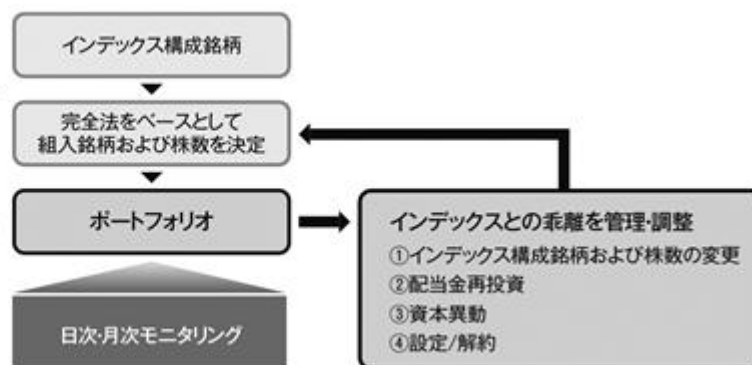 インデックス構成銘柄
完全法をベースとして
組入銘柄および株数を決定
ポートフォリオ
日次・月次モニタリング
インデックスとの乖離を管理・調整
①インデックス構成銘柄および株数の変更
②配当金再投資
③資本異動
④設定/解約